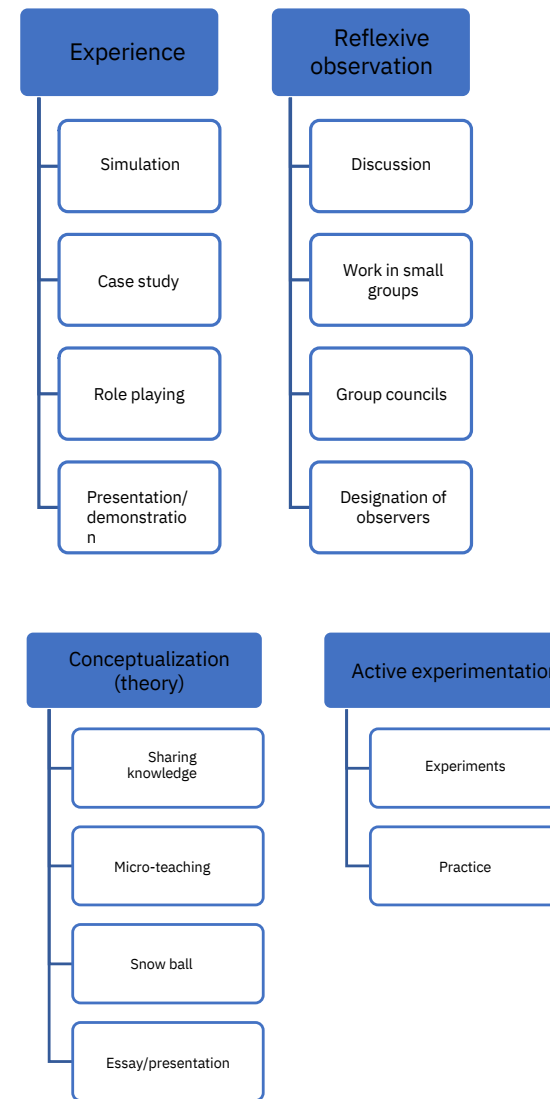 Experience
Simulation
Case study
Role playing
Presentation/
demonstratio
n
Reflexive
observation
Discussion
Work in small
groups
Group councils
Designation of
observers
Conceptualization
(theory)
Sharing
knowledge
Micro-teaching
Snow ball
Essay/presentation
Active experimentation
Experiments
Practice